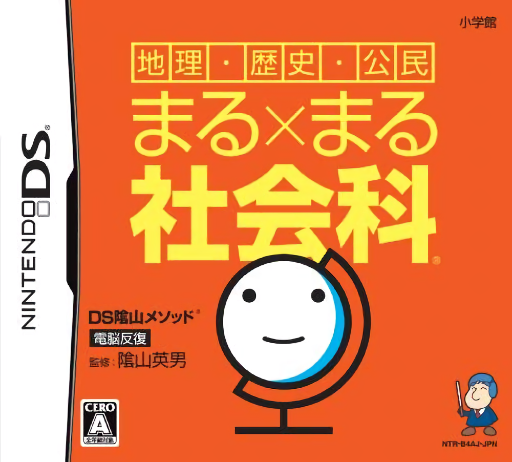 小学館
地理・歴史・公民
まる×まる
社会科®
NINTENDO DS®
DS陰山メソッド®
電脳反復
監修:陰山英男
CERO
A
全年齢対象
NTR-B4AJ-JPN